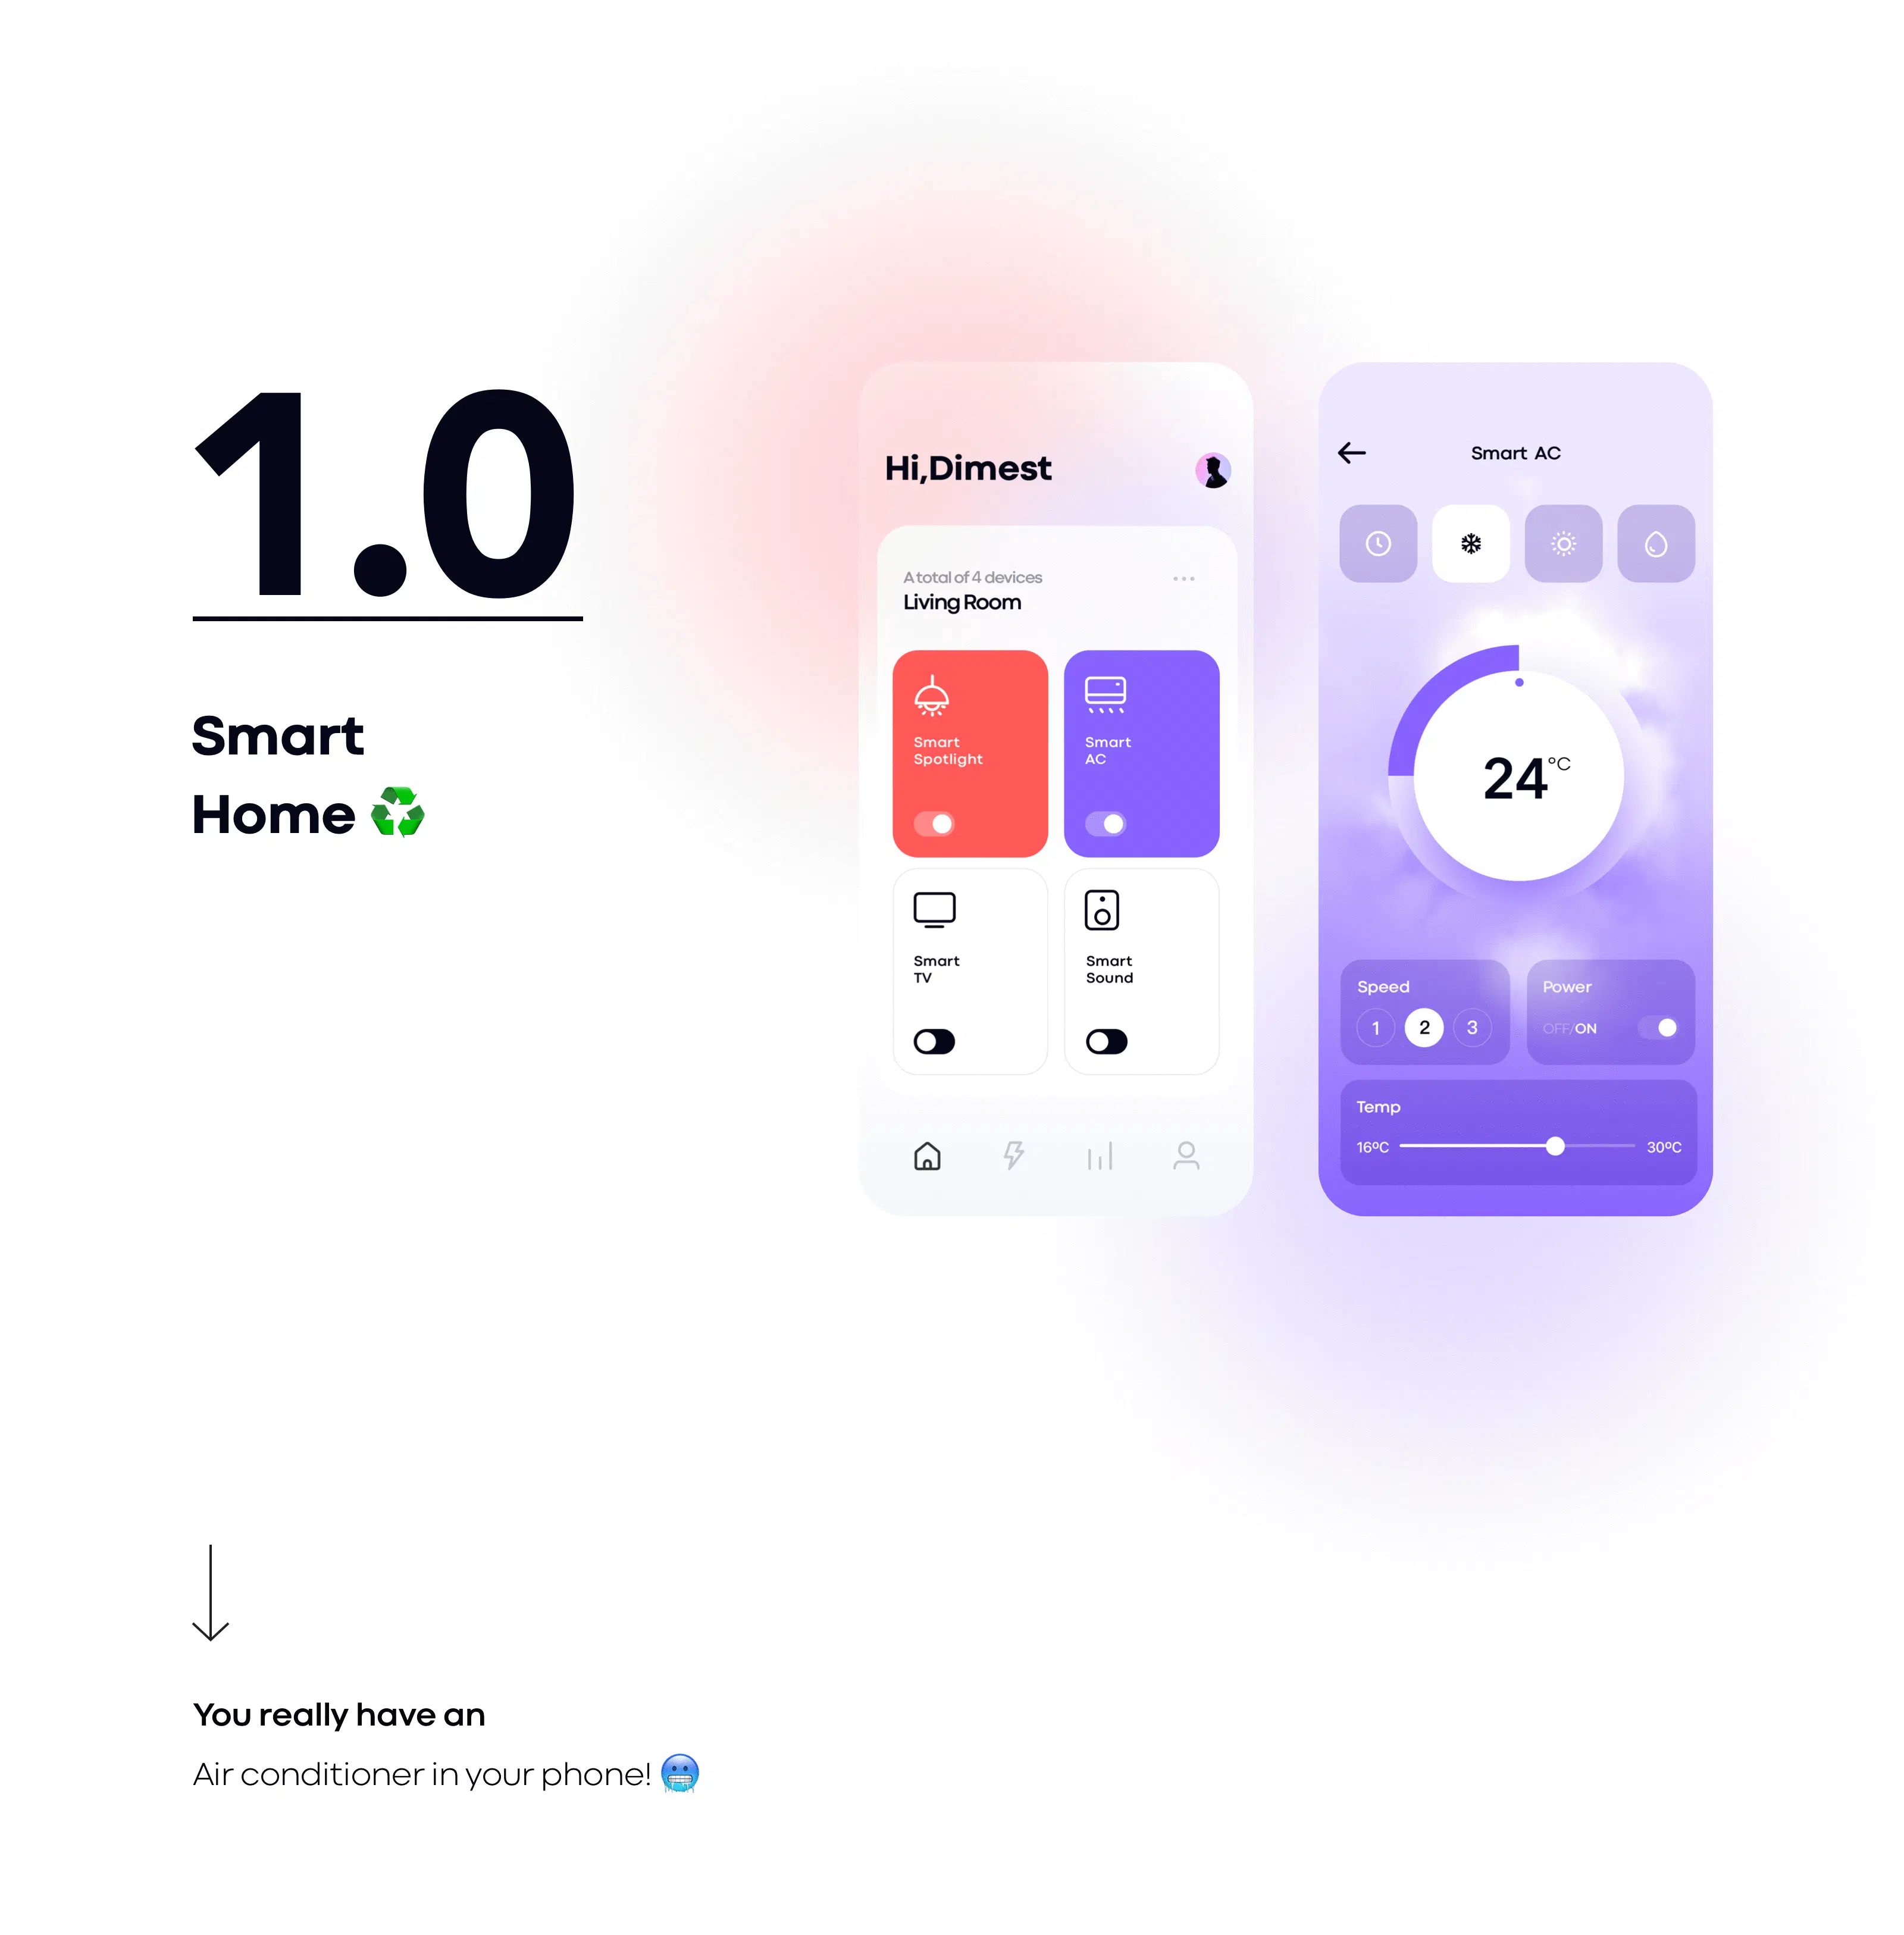 1.0
Smart
Home ♻️
You really have an
Air conditioner in your phone! 🥶
Hi,Dimest
A total of 4 devices
Living Room
Smart
Spotlight
Smart
AC
Smart
TV
Smart
Sound
Smart AC
24°C
Speed
1 2 3
Power
OFF/ON
Temp
16ºC 30ºC